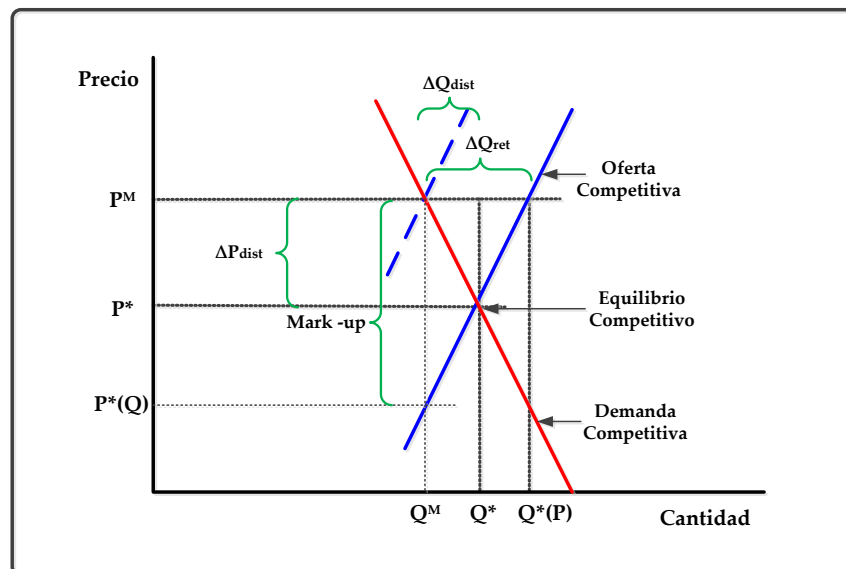 Precio
ΔQdist
ΔQret
Oferta
Competitiva
Pᴹ
ΔPdist
P*
Equilibrio
Competitivo
Mark -up
P*(Q)
Demanda
Competitiva
Qᴹ
Q*
Q*(P)
Cantidad